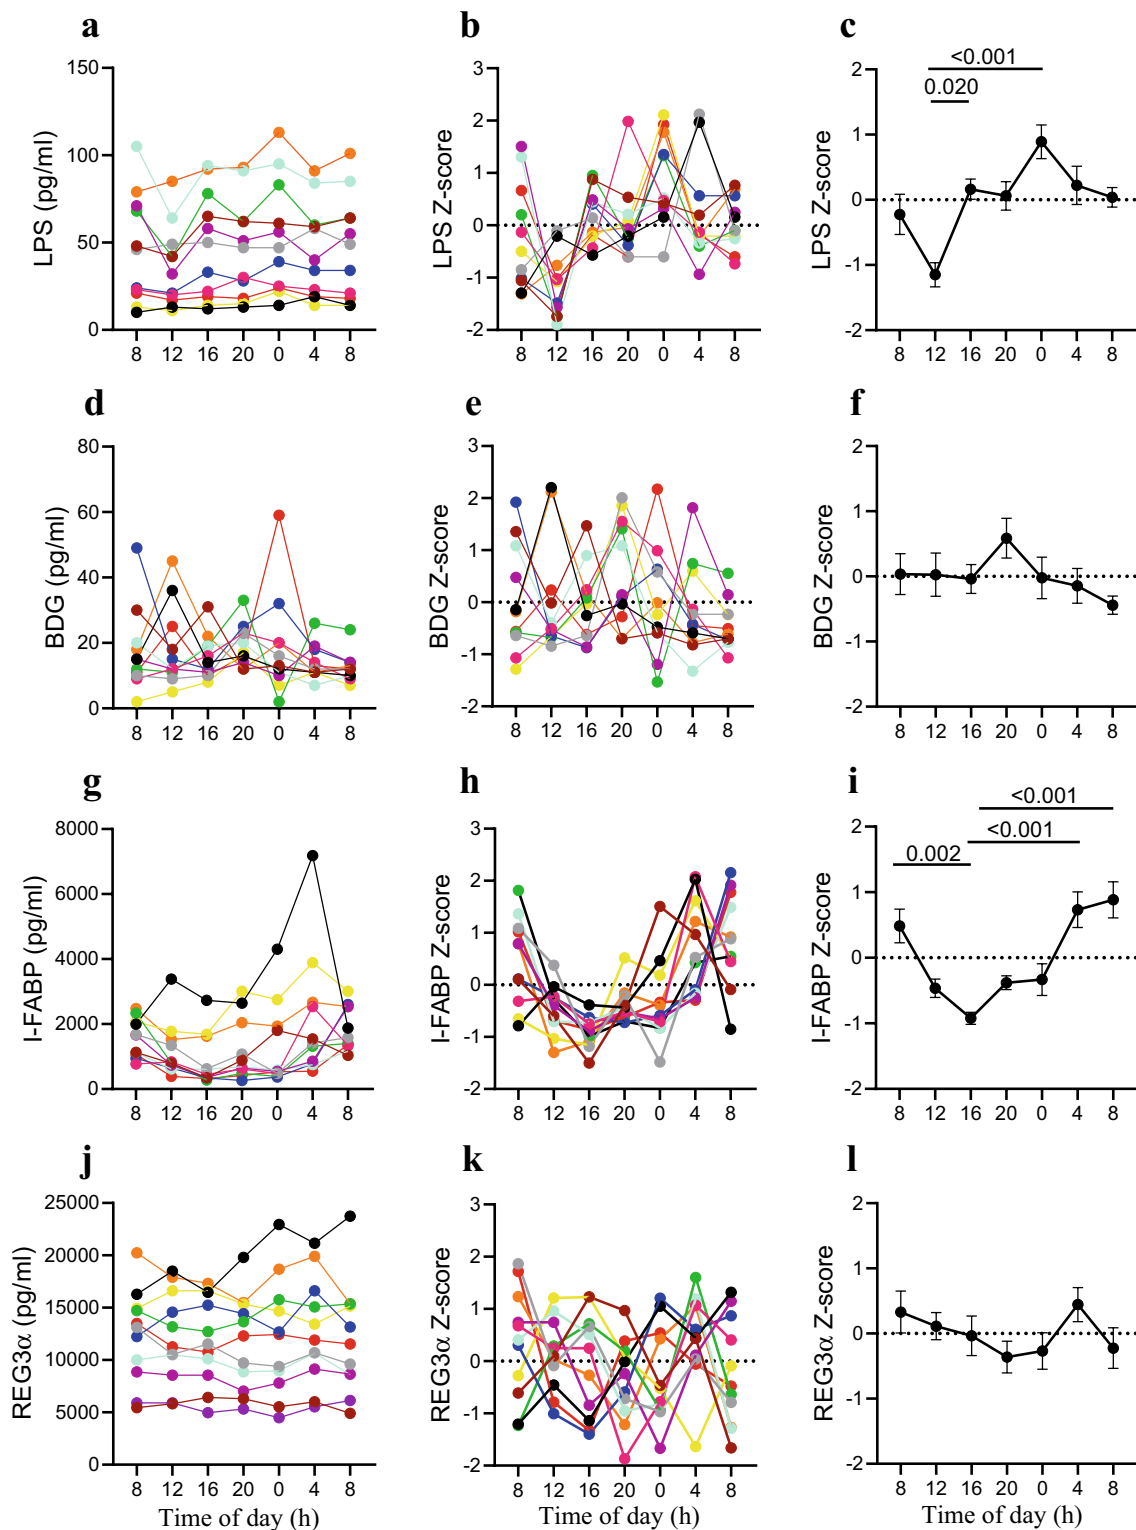 a
LPS (pg/ml)
150
100
50
0
8 12 16 20 0 4 8
b
LPS Z-score
3
2
1
0
-1
-2
8 12 16 20 0 4 8
c
<0.001
0.020
LPS Z-score
2
1
0
-1
-2
8 12 16 20 0 4 8
d
BDG (pg/ml)
80
60
40
20
0
8 12 16 20 0 4 8
e
BDG Z-score
3
2
1
0
-1
-2
8 12 16 20 0 4 8
f
BDG Z-score
2
1
0
-1
-2
8 12 16 20 0 4 8
g
I-FABP (pg/ml)
8000
6000
4000
2000
0
8 12 16 20 0 4 8
h
I-FABP Z-score
3
2
1
0
-1
-2
8 12 16 20 0 4 8
i
<0.001
<0.001
0.002
I-FABP Z-score
2
1
0
-1
-2
8 12 16 20 0 4 8
j
REG3α (pg/ml)
25000
20000
15000
10000
5000
0
8 12 16 20 0 4 8
Time of day (h)
k
REG3α Z-score
3
2
1
0
-1
-2
8 12 16 20 0 4 8
Time of day (h)
l
REG3α Z-score
2
1
0
-1
-2
8 12 16 20 0 4 8
Time of day (h)